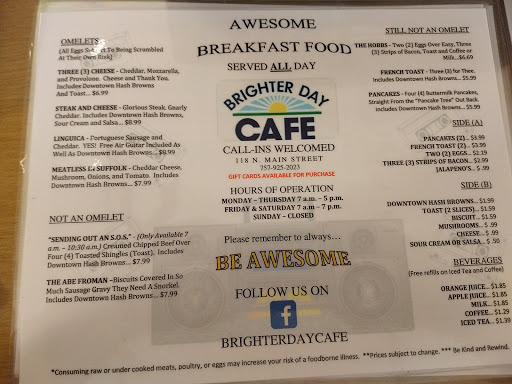 OMELETS
(All Eggs Subject To Being Scrambled
At Their Own Risk)
THREE (3) CHEESE - Cheddar, Mozzarella,
and Provolone. Cheese and Thank You.
Includes Downtown Hash Browns
And Toast... $6.99
STEAK AND CHEESE - Glorious Steak, Gnarly
Cheddar. Includes Downtown Hash Browns,
Sour Cream and Salsa... $8.99
LINGUICA - Portuguese Sausage and
Cheddar. YES! Free Air Guitar Included As
Well As Downtown Hash Browns... $8.99
MEATLESS IN SUFFOLK - Cheddar Cheese,
Mushroom, Onions, and Tomato. Includes
Downtown Hash Browns... $7.99
NOT AN OMELET
"SENDING OUT AN S.O.S." - (Only Available 7
a.m. - 10:30 a.m.) Creamed Chipped Beef Over
Four (4) Toasted Shingles (Toast). Includes
Downtown Hash Browns... $7.99
THE ABE FROMAN -Biscuits Covered In So
Much Sausage Gravy They Need A Snorkel.
Includes Downtown Hash Browns... $7.99
AWESOME
BREAKFAST FOOD
SERVED ALL DAY
BRIGHTER DAY
CAFE
CALL-INS WELCOMED
118 N. MAIN STREET
757-925-2023
GIFT CARDS AVAILABLE FOR PURCHASE
HOURS OF OPERATION
MONDAY – THURSDAY 7 a.m. – 5 p.m.
FRIDAY & SATURDAY 7 a.m. – 7 p.m.
SUNDAY - CLOSED
Please remember to always...
BE AWESOME
FOLLOW US ON
f
BRIGHTERDAYCAFE
STILL NOT AN OMELET
THE HOBBS - Two (2) Eggs Over Easy, Three
(3) Strips of Bacon, Toast and Coffee or
Milk...$6.69
FRENCH TOAST - Three (3) for Thee.
Includes Downtown Hash Browns... $5.99
PANCAKES - Four (4) Buttermilk Pancakes,
Straight From the "Pancake Tree" Out Back.
Includes Downtown Hash Browns... $5.99
SIDE (A)
PANCAKES (2)... $3.99
FRENCH TOAST (2) .. $3.99
TWO (2) EGGS... $2.19
THREE (3) STRIPS OF BACON... $2.99
JALAPENO'S.. $ .99
SIDE (B)
DOWNTOWN HASH BROWNS... $1.99
TOAST (2 SLICES)... $1.59
BISCUIT... $1.59
MUSHROOMS.. $ .99
CHEESE.. $ .99
SOUR CREAM OR SALSA.. $ .50
BEVERAGES
(Free refills on Iced Tea and Coffee)
ORANGE JUICE... $1.85
APPLE JUICE... $1.85
MILK... $1.85
COFFEE... $1.29
ICED TEA... $1.39
*Consuming raw or under cooked meats, poultry, or eggs may increase your risk of a foodborne illness. **Prices subject to change. *** Be Kind and Rewind.